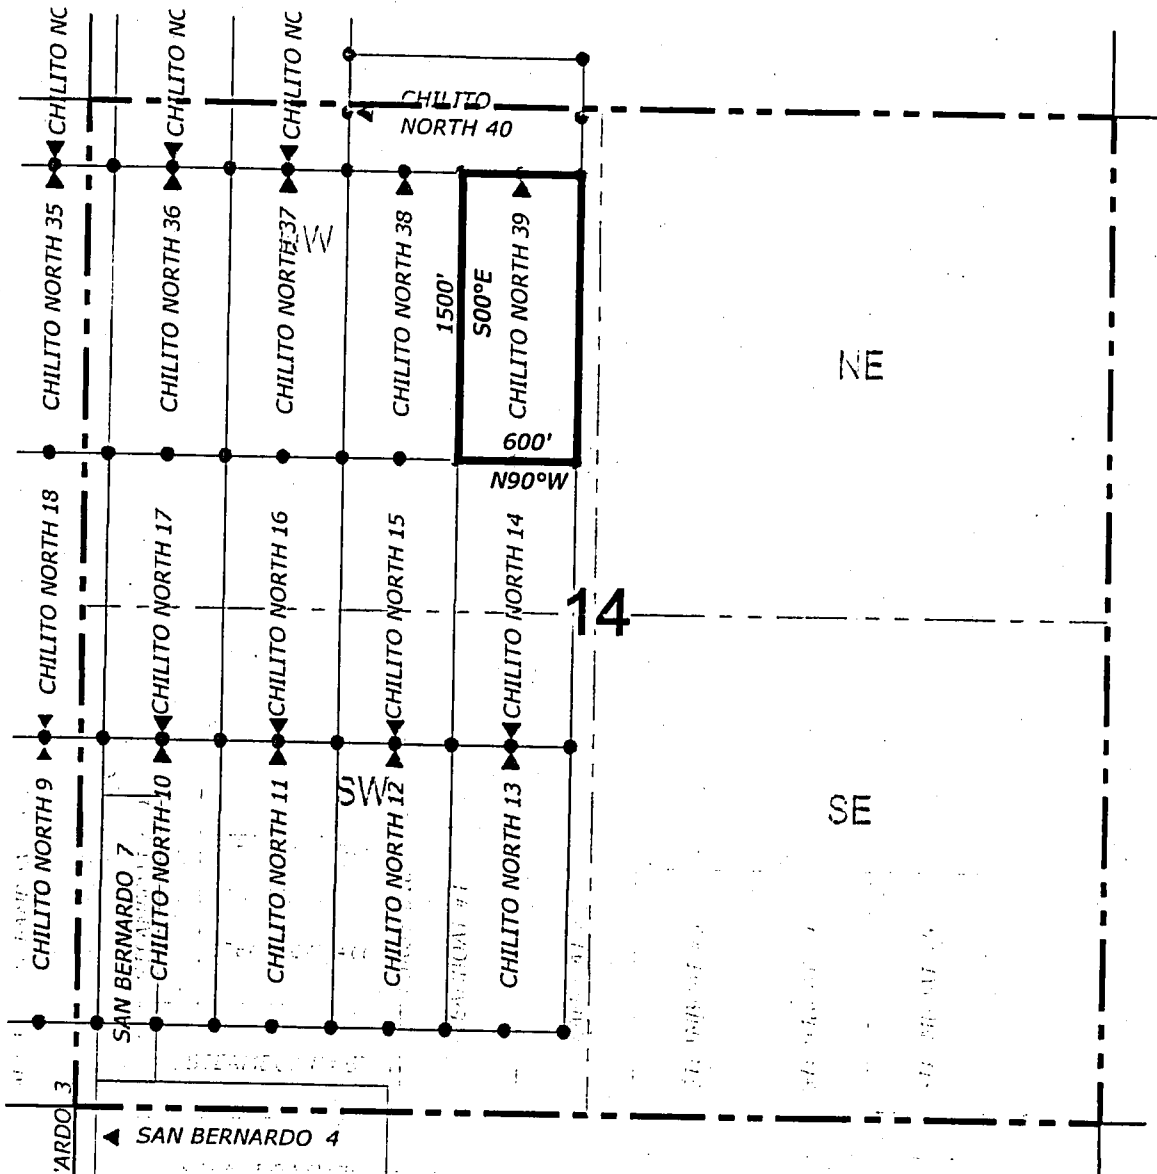 CHILITO NC
CHILITO NC
CHILITO NC
CHILITO
NORTH 40
CHILITO NORTH 35
CHILITO NORTH 36
CHILITO NORTH 37
CHILITO NORTH 38
1500'
S00°E
CHILITO NORTH 39
NE
600'
N90°W
CHILITO NORTH 18
CHILITO NORTH 17
CHILITO NORTH 16
CHILITO NORTH 15
CHILITO NORTH 14
14
CHILITO NORTH 9
SAN BERNARDO 7
CHILITO NORTH 10
CHILITO NORTH 11
SW
CHILITO NORTH 12
CHILITO NORTH 13
SE
ARDO 3
SAN BERNARDO 4